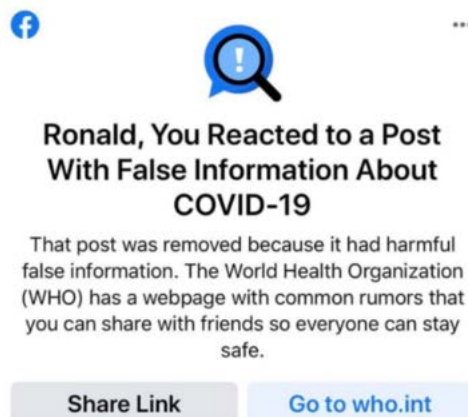 Ronald, You Reacted to a Post
With False Information About
COVID-19
That post was removed because it had harmful
false information. The World Health Organization
(WHO) has a webpage with common rumors that
you can share with friends so everyone can stay
safe.
Share Link
Go to who.int